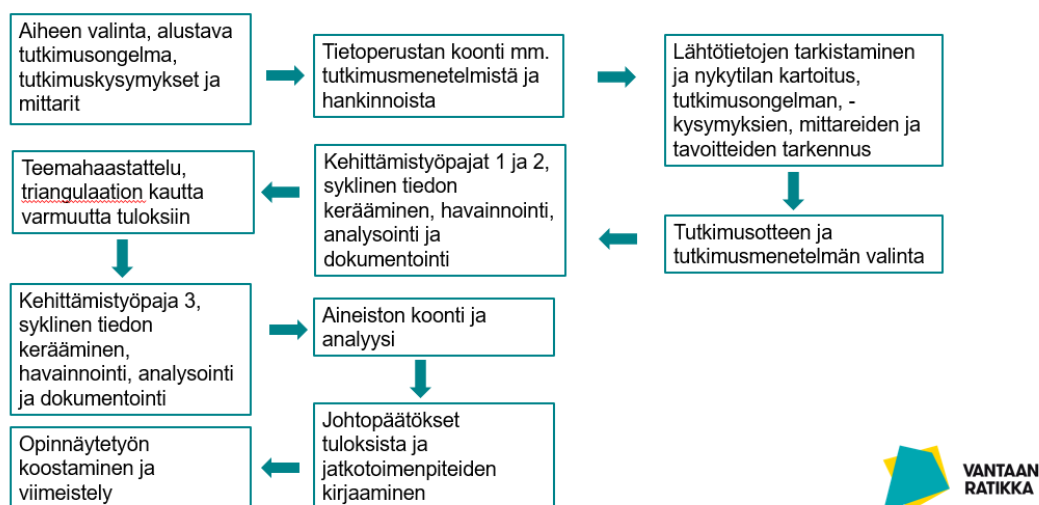 Aiheen valinta, alustava
tutkimusongelma,
tutkimuskysymykset ja
mittarit
Tietoperustan koonti mm.
tutkimusmenetelmistä ja
hankinnoista
Lähtötietojen tarkistaminen
ja nykytilan kartoitus,
tutkimusongelman, -
kysymyksien, mittareiden ja
tavoitteiden tarkennus
Tutkimusotteen ja
tutkimusmenetelmän valinta
Kehittämistyöpajat 1 ja 2,
syklinen tiedon
kerääminen, havainnointi,
analysointi ja
dokumentointi
Teemahaastattelu,
triangulaation kautta
varmuutta tuloksiin
Kehittämistyöpaja 3,
syklinen tiedon
kerääminen,
havainnointi, analysointi
ja dokumentointi
Aineiston koonti ja
analyysi
Johtopäätökset
tuloksista ja
jatkotoimenpiteiden
kirjaaminen
Opinnäytetyön
koostaminen ja
viimeistely
VANTAAN
RATIKKA